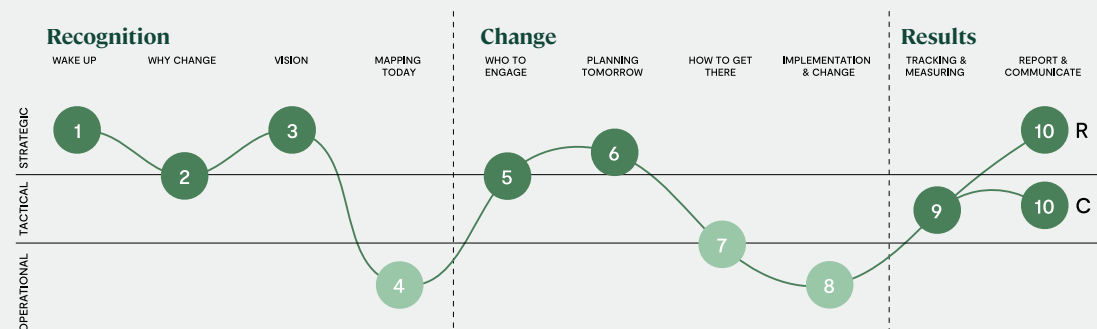 Recognition
Change
Results
WAKE UP
WHY CHANGE
VISION
MAPPING
TODAY
WHO TO
ENGAGE
PLANNING
TOMORROW
HOW TO GET
THERE
IMPLEMENTATION
& CHANGE
TRACKING &
MEASURING
REPORT &
COMMUNICATE
STRATEGIC
1
2
3
5
6
10 R
TACTICAL
9
10 C
7
OPERATIONAL
4
8